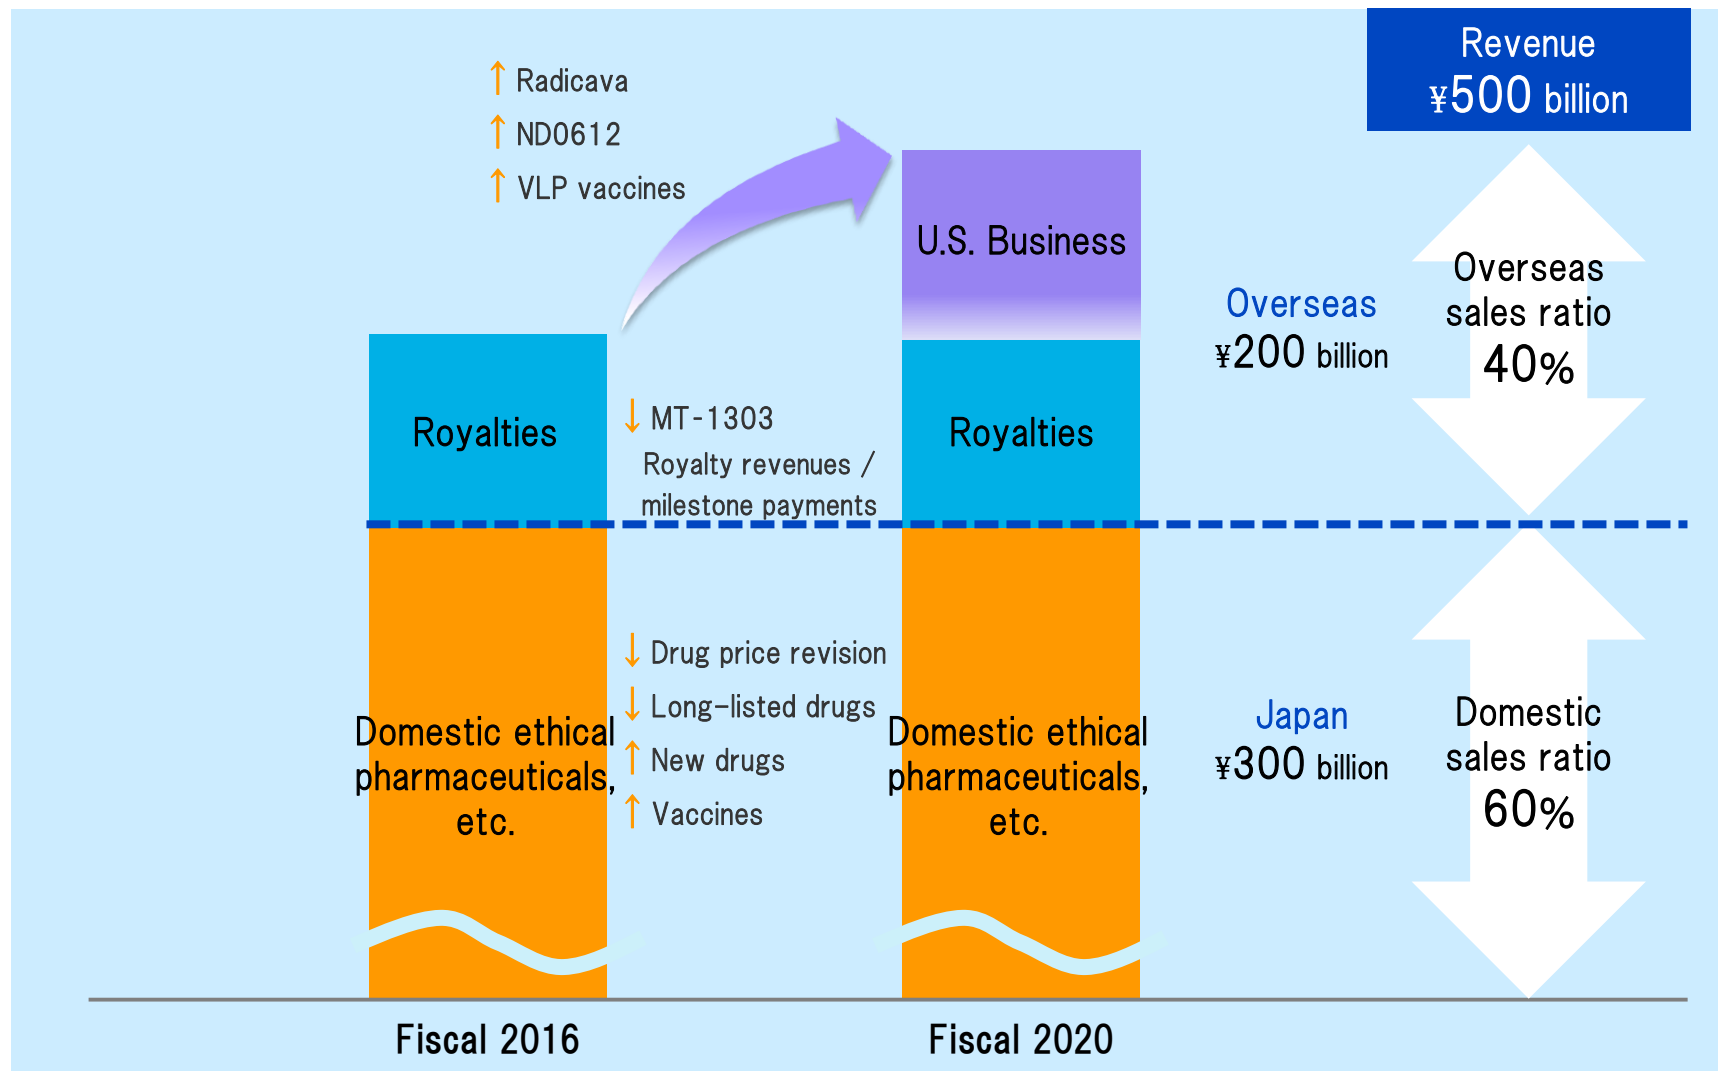 Revenue
¥500 billion
↑ Radicava
↑ ND0612
↑ VLP vaccines
U.S. Business
Overseas
¥200 billion
Overseas
sales ratio
40%
Royalties
↓ MT-1303
Royalty revenues /
milestone payments
Royalties
Domestic ethical
pharmaceuticals,
etc.
↓ Drug price revision
↓ Long-listed drugs
↑ New drugs
↑ Vaccines
Domestic ethical
pharmaceuticals,
etc.
Japan
¥300 billion
Domestic
sales ratio
60%
Fiscal 2016
Fiscal 2020